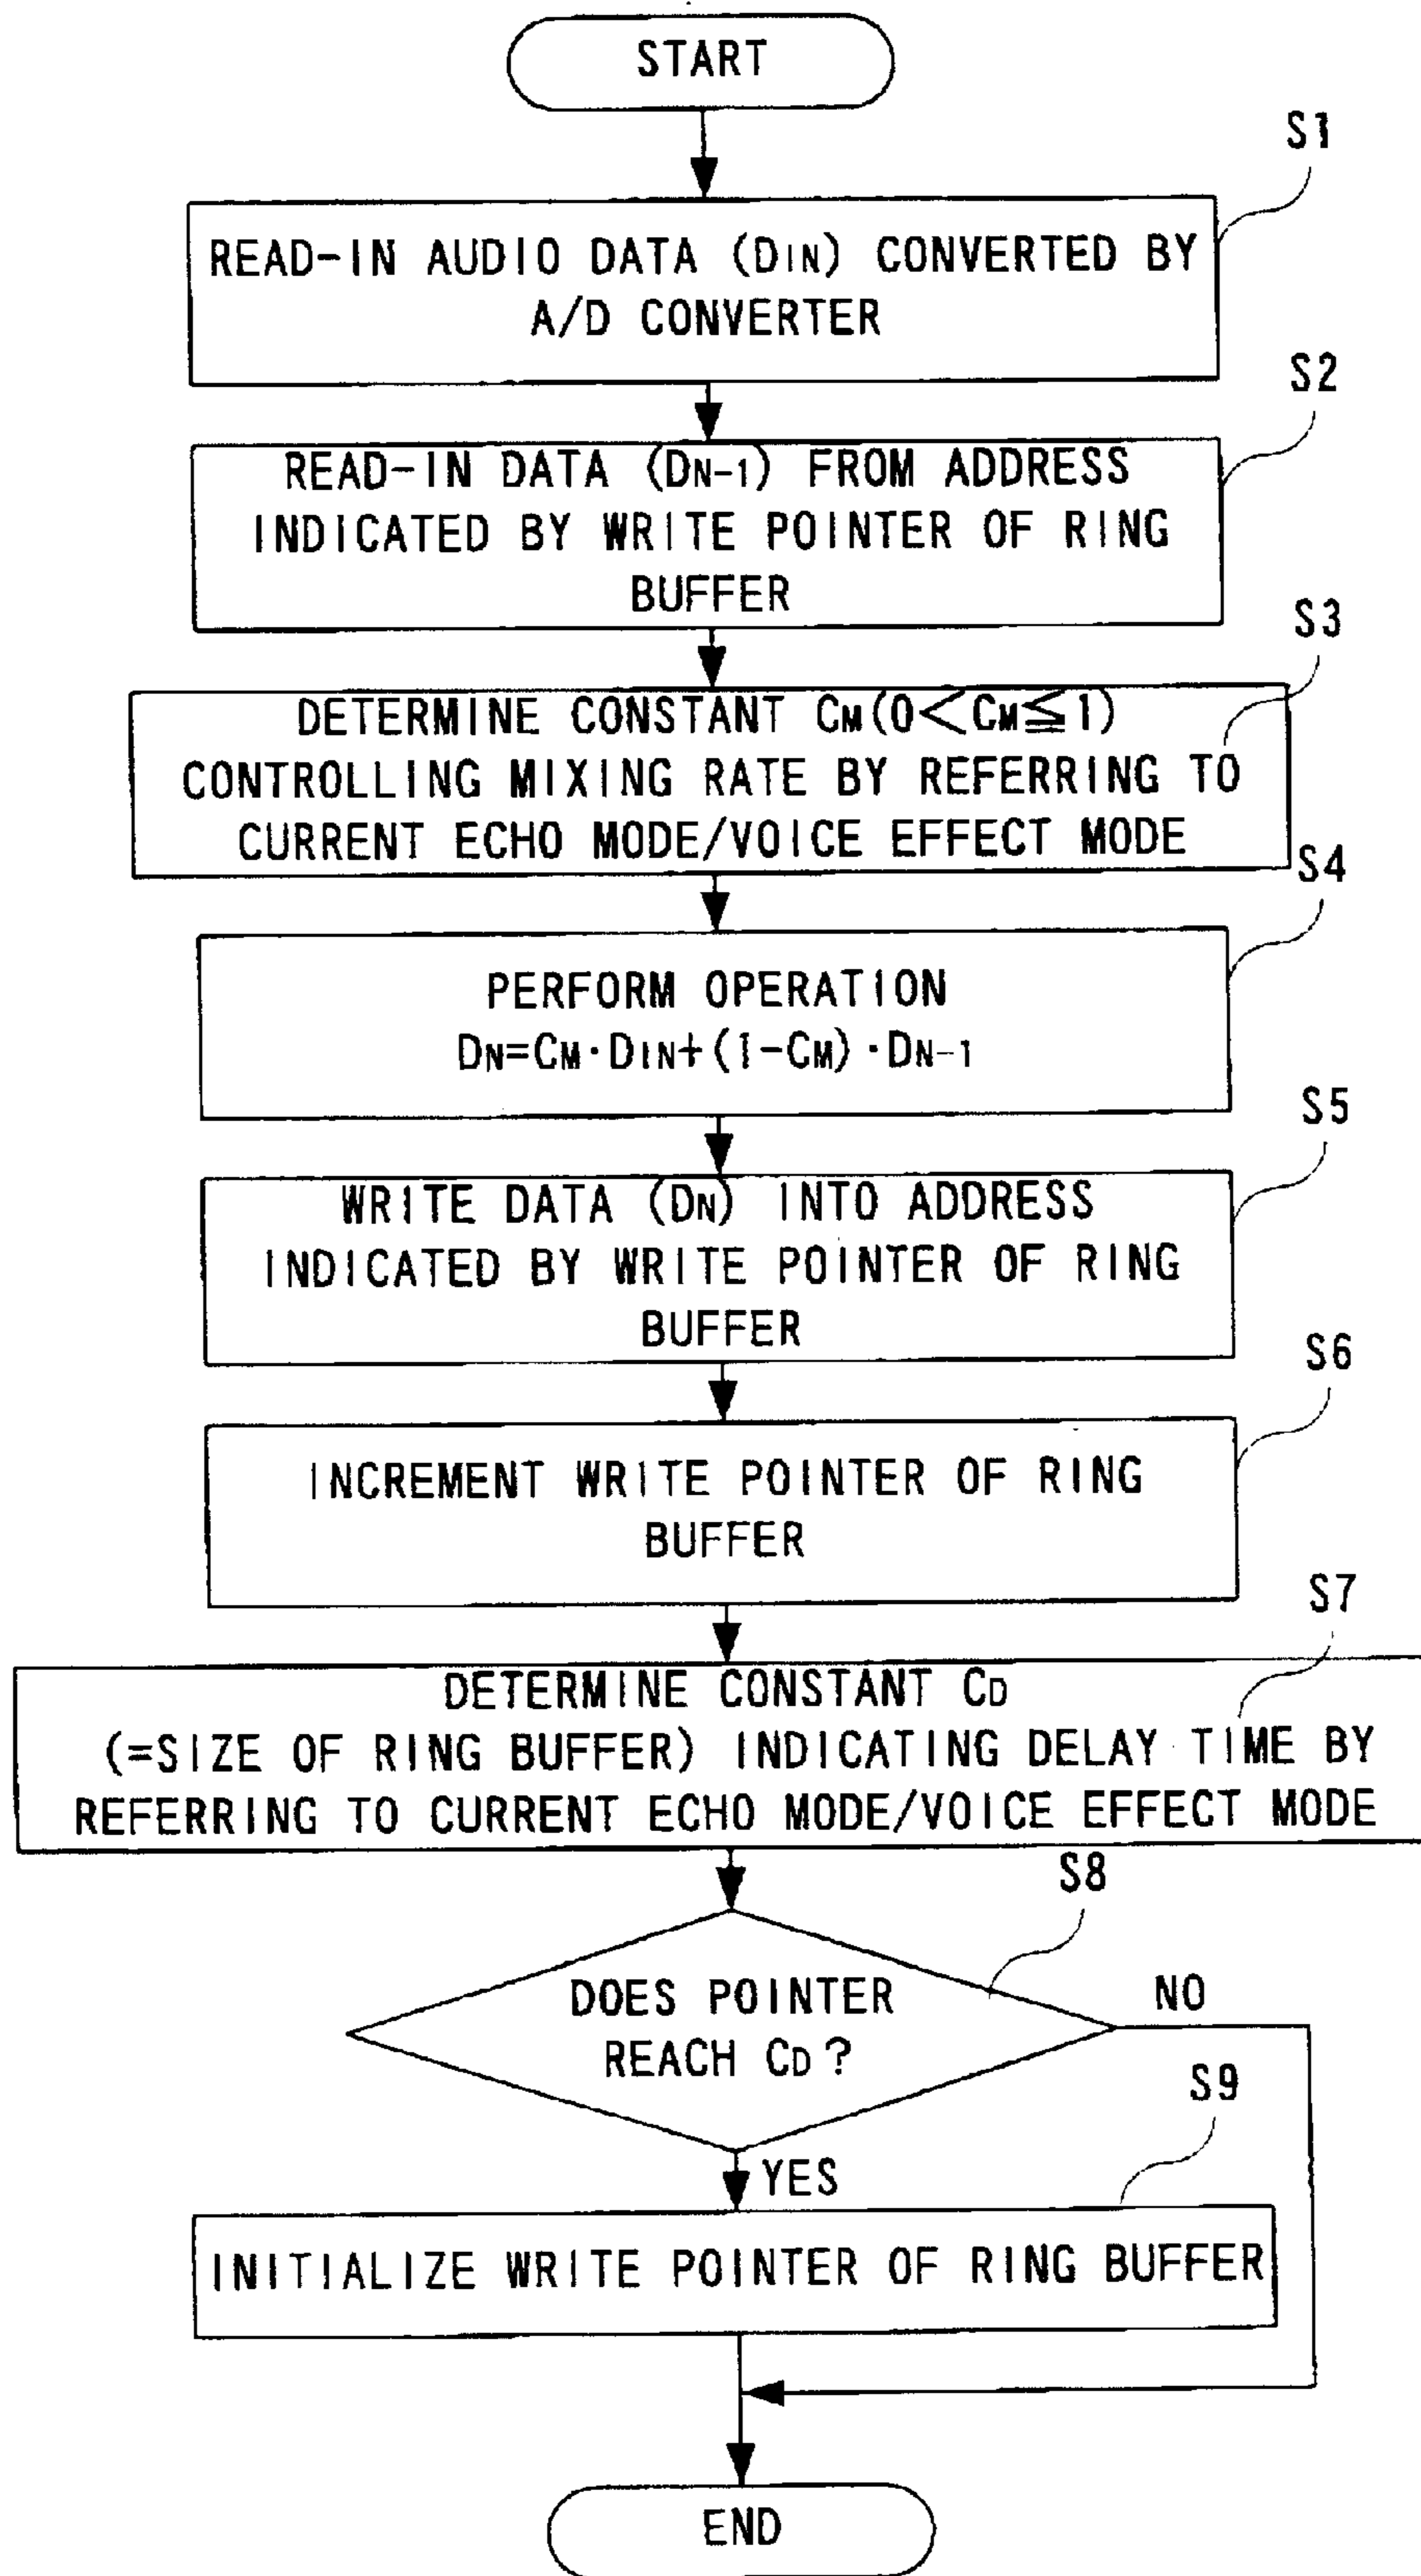 START
S1
READ-IN AUDIO DATA (DIN) CONVERTED BY
A/D CONVERTER
S2
READ-IN DATA (DN-1) FROM ADDRESS
INDICATED BY WRITE POINTER OF RING
BUFFER
S3
DETERMINE CONSTANT CM(0<CM≦1)
CONTROLLING MIXING RATE BY REFERRING TO
CURRENT ECHO MODE/VOICE EFFECT MODE
S4
PERFORM OPERATION
DN=CM·DIN+(1-CM)·DN-1
S5
WRITE DATA (DN) INTO ADDRESS
INDICATED BY WRITE POINTER OF RING
BUFFER
S6
INCREMENT WRITE POINTER OF RING
BUFFER
S7
DETERMINE CONSTANT CD
(=SIZE OF RING BUFFER) INDICATING DELAY TIME BY
REFERRING TO CURRENT ECHO MODE/VOICE EFFECT MODE
S8
DOES POINTER
REACH CD?
NO
S9
YES
INITIALIZE WRITE POINTER OF RING BUFFER
END